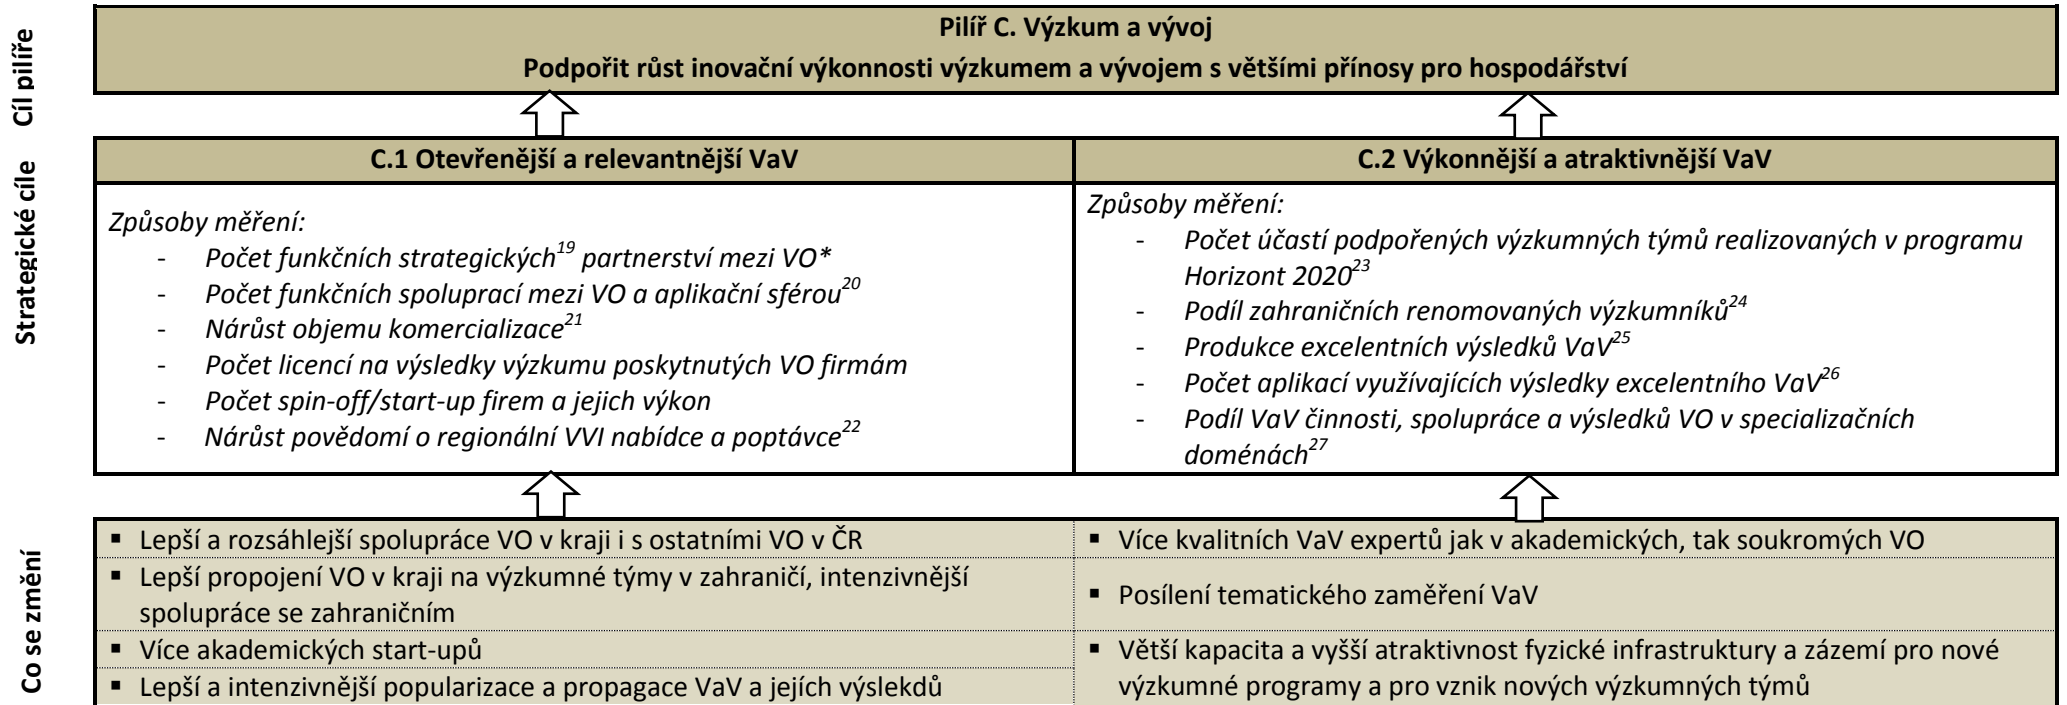 Cíl pilíře
Pilíř C. Výzkum a vývoj
Podpořit růst inovační výkonnosti výzkumem a vývojem s většími přínosy pro hospodářství
Strategické cíle
C.1 Otevřenější a relevantnější VaV
Způsoby měření:
- Počet funkčních strategických19 partnerství mezi VO*
- Počet funkčních spoluprací mezi VO a aplikační sférou20
- Nárůst objemu komercializace21
- Počet licencí na výsledky výzkumu poskytnutých VO firmám
- Počet spin-off/start-up firem a jejich výkon
- Nárůst povědomí o regionální VVI nabídce a poptávce22
C.2 Výkonnější a atraktivnější VaV
Způsoby měření:
- Počet účastí podpořených výzkumných týmů realizovaných v programu
Horizont 202023
- Podíl zahraničních renomovaných výzkumníků24
- Produkce excelentních výsledků VaV25
- Počet aplikací využívajících výsledky excelentního VaV26
- Podíl VaV činnosti, spolupráce a výsledků VO v specializačních
doménách27
Co se změní
▪ Lepší a rozsáhlejší spolupráce VO v kraji i s ostatními VO v ČR
▪ Lepší propojení VO v kraji na výzkumné týmy v zahraničí, intenzivnější
spolupráce se zahraničním
▪ Více akademických start-upů
▪ Lepší a intenzivnější popularizace a propagace VaV a jejích výslekdů
▪ Více kvalitních VaV expertů jak v akademických, tak soukromých VO
▪ Posílení tematického zaměření VaV
▪ Větší kapacita a vyšší atraktivnost fyzické infrastruktury a zázemí pro nové
výzkumné programy a pro vznik nových výzkumných týmů